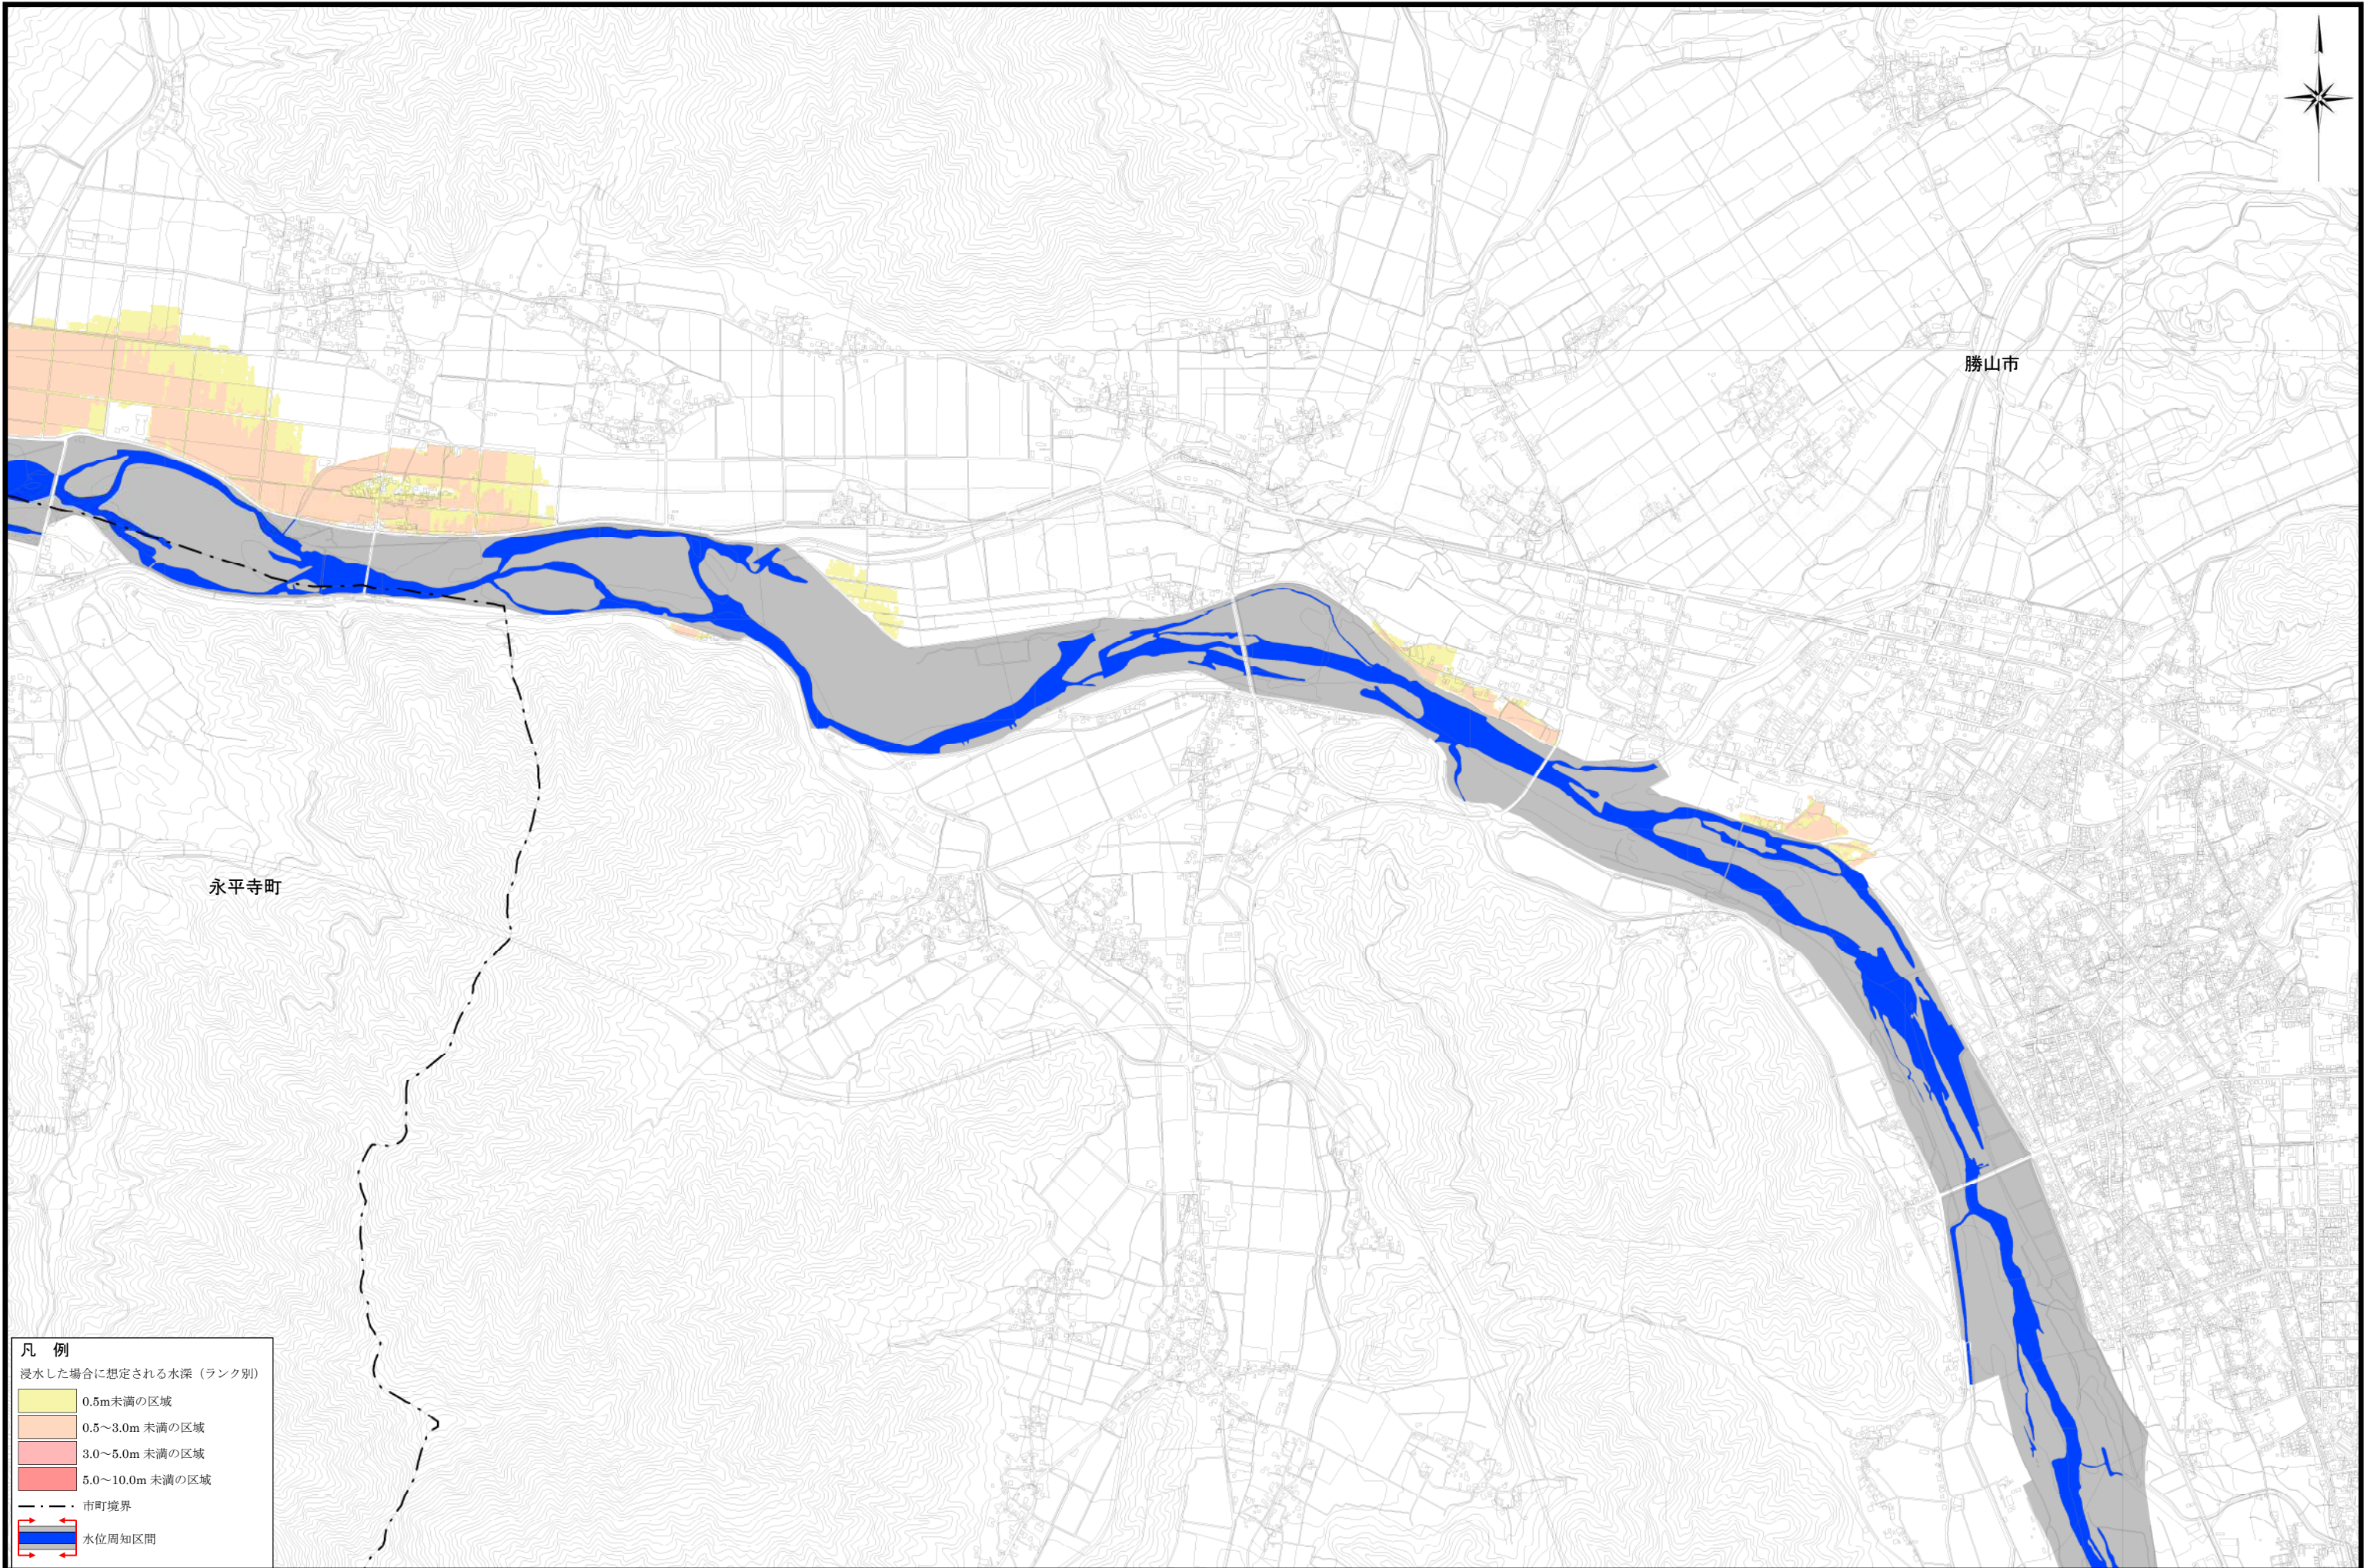 勝山市
永平寺町
凡 例
浸水した場合に想定される水深（ランク別）
0.5m未満の区域
0.5～3.0m 未満の区域
3.0～5.0m 未満の区域
5.0～10.0m 未満の区域
市町境界
水位周知区間